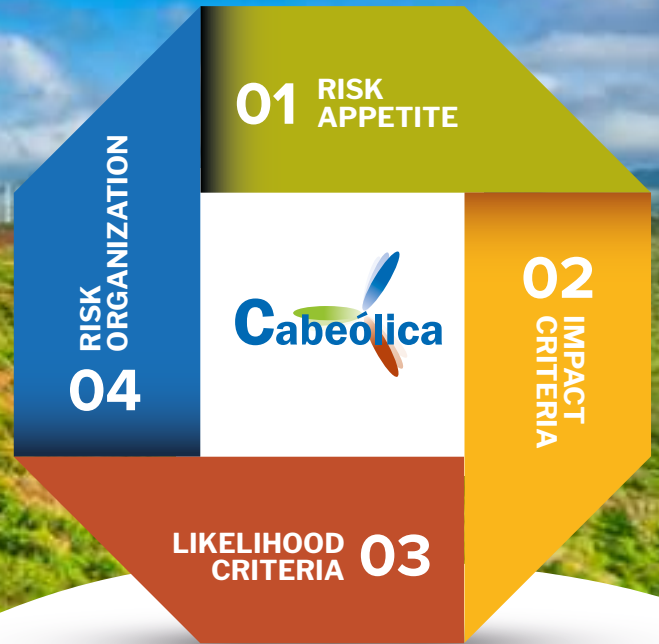 01 RISK
APPETITE
02
IMPACT
CRITERIA
LIKELIHOOD
CRITERIA 03
RISK
ORGANIZATION
04
Cabeólica